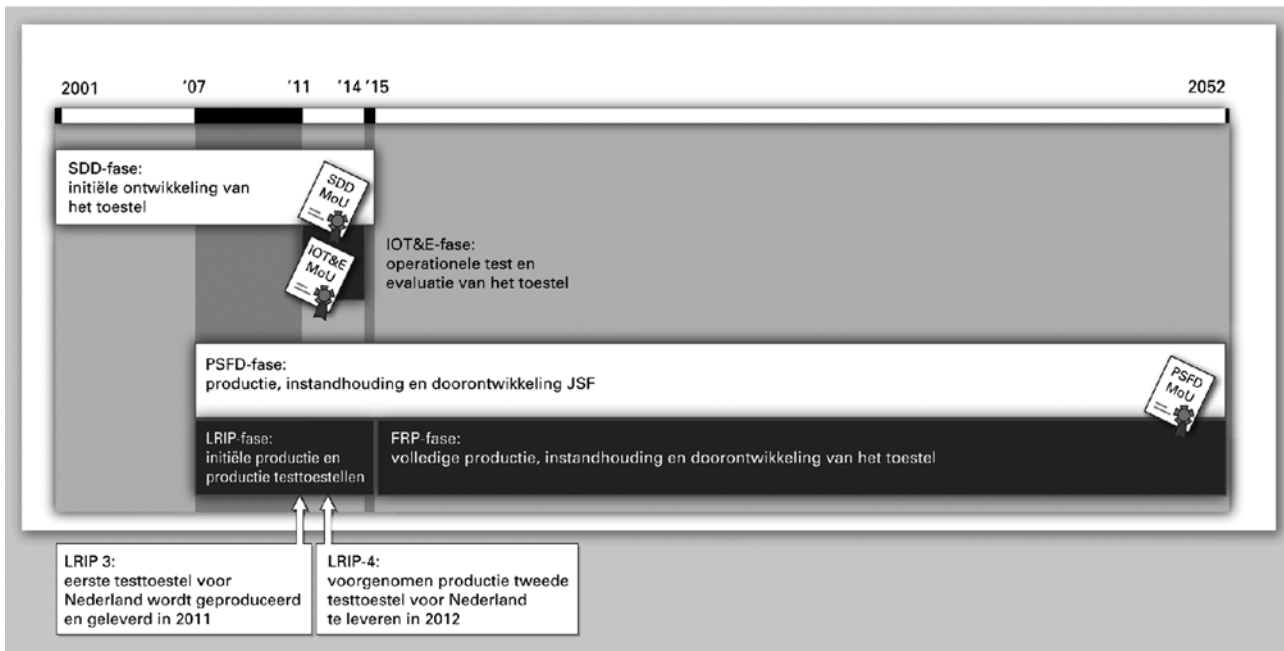 2001 '07 '11 '14 '15 2052
SDD-fase:
initiële ontwikkeling van
het toestel
SDD
MoU
IOT&E
MoU
IOT&E-fase:
operationele test en
evaluatie van het toestel
PSFD-fase:
productie, instandhouding en doorontwikkeling JSF
PSFD
MoU
LRIP-fase:
initiële productie en
productie testtoestellen
FRP-fase:
volledige productie, instandhouding en doorontwikkeling van het toestel
LRIP 3:
eerste testtoestel voor
Nederland wordt geproduceerd
en geleverd in 2011
LRIP-4:
voorgenomen productie tweede
testtoestel voor Nederland
te leveren in 2012